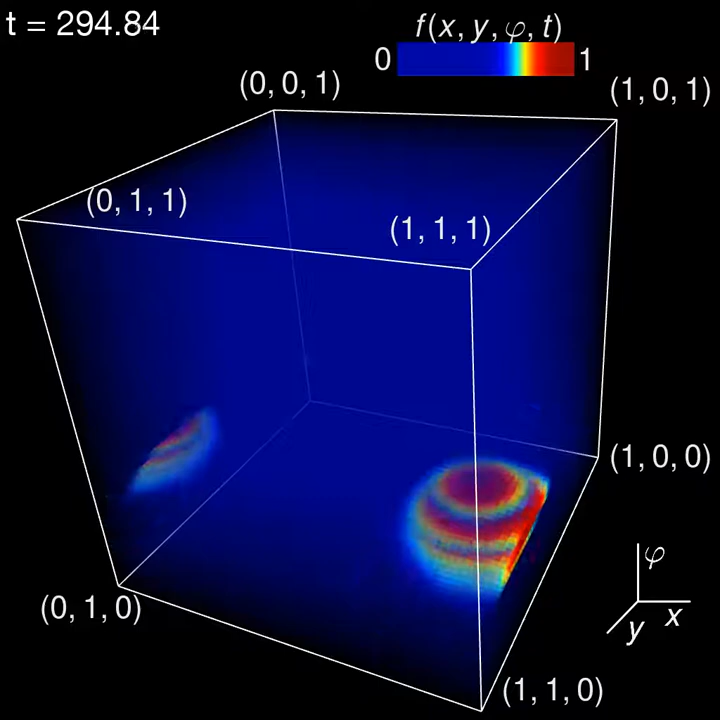 t = 294.84
f(x, y, φ, t)
0 1
(0, 0, 1)
(1, 0, 1)
(0, 1, 1)
(1, 1, 1)
(1, 0, 0)
φ
x
y
(0, 1, 0)
(1, 1, 0)